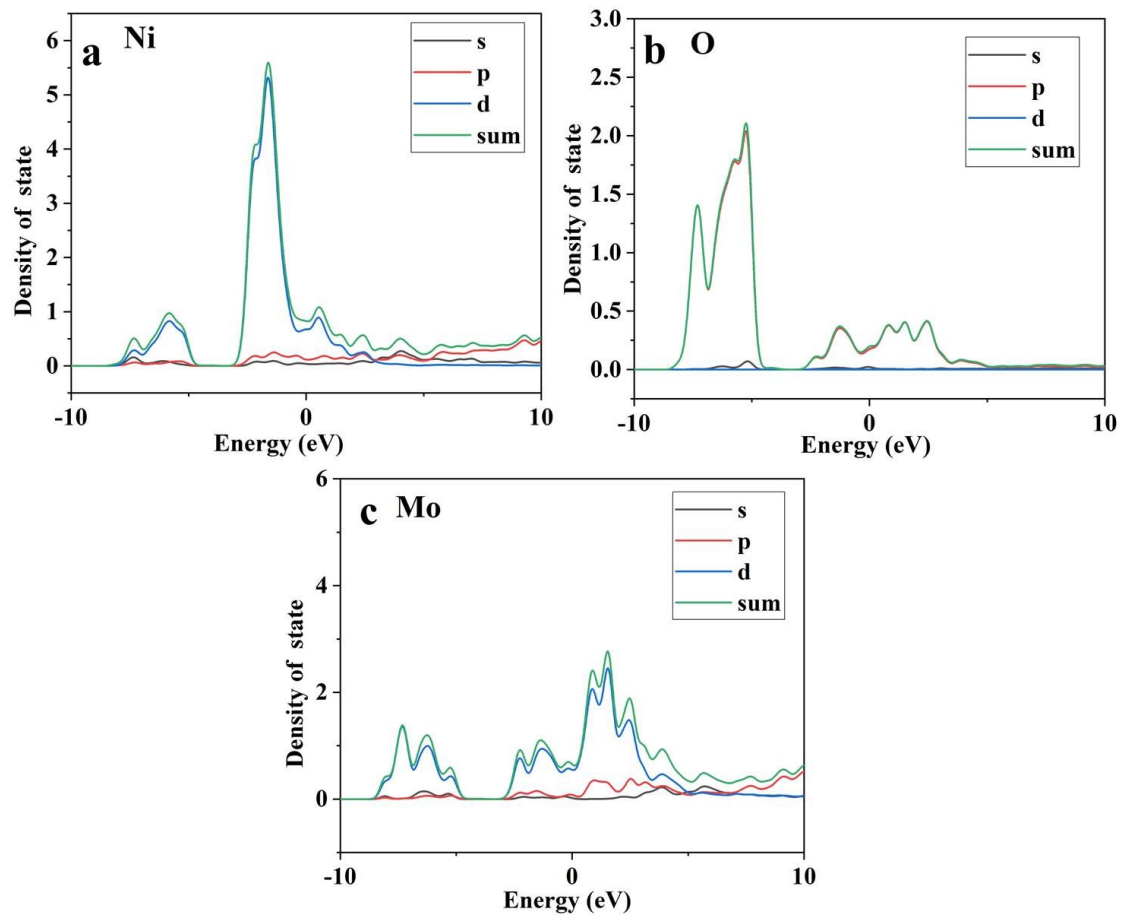 a Ni
s
p
d
sum
6
5
4
3
2
1
0
Density of state
-10
0
10
Energy (eV)
b O
s
p
d
sum
3.0
2.5
2.0
1.5
1.0
0.5
0.0
Density of state
-10
0
10
Energy (eV)
c Mo
s
p
d
sum
6
4
2
0
Density of state
-10
0
10
Energy (eV)